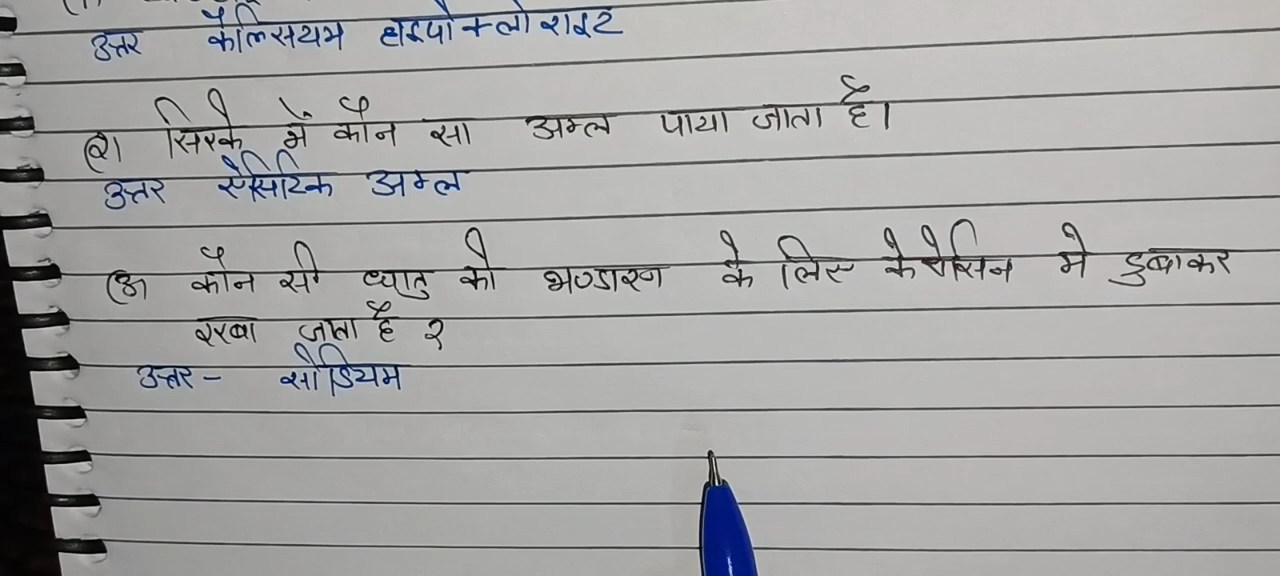 उत्तर कैल्सियम हाइपोक्लोराइट
(2) सिरके में कौन सा अम्ल पाया जाता है।
उत्तर ऐसिटिक अम्ल
(3) कौन सी धातु को भण्डारण के लिए केरोसिन मे डुबाकर
रखा जाता है ?
उत्तर - सोडियम